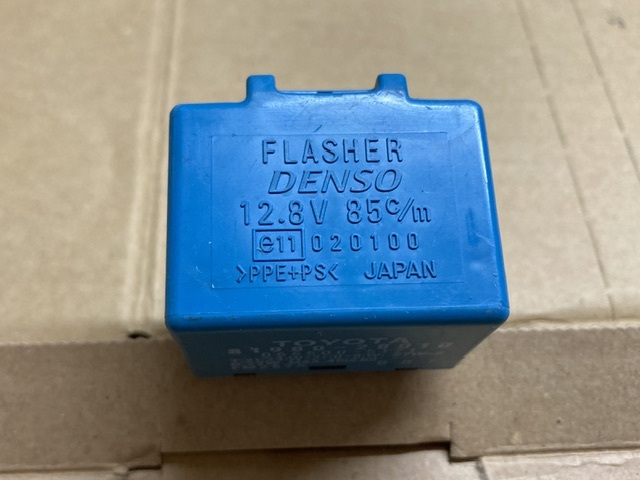 FLASHER
DENSO
12.8V 85c/m
e11 020100
>PPE+PS< JAPAN
TOYOTA